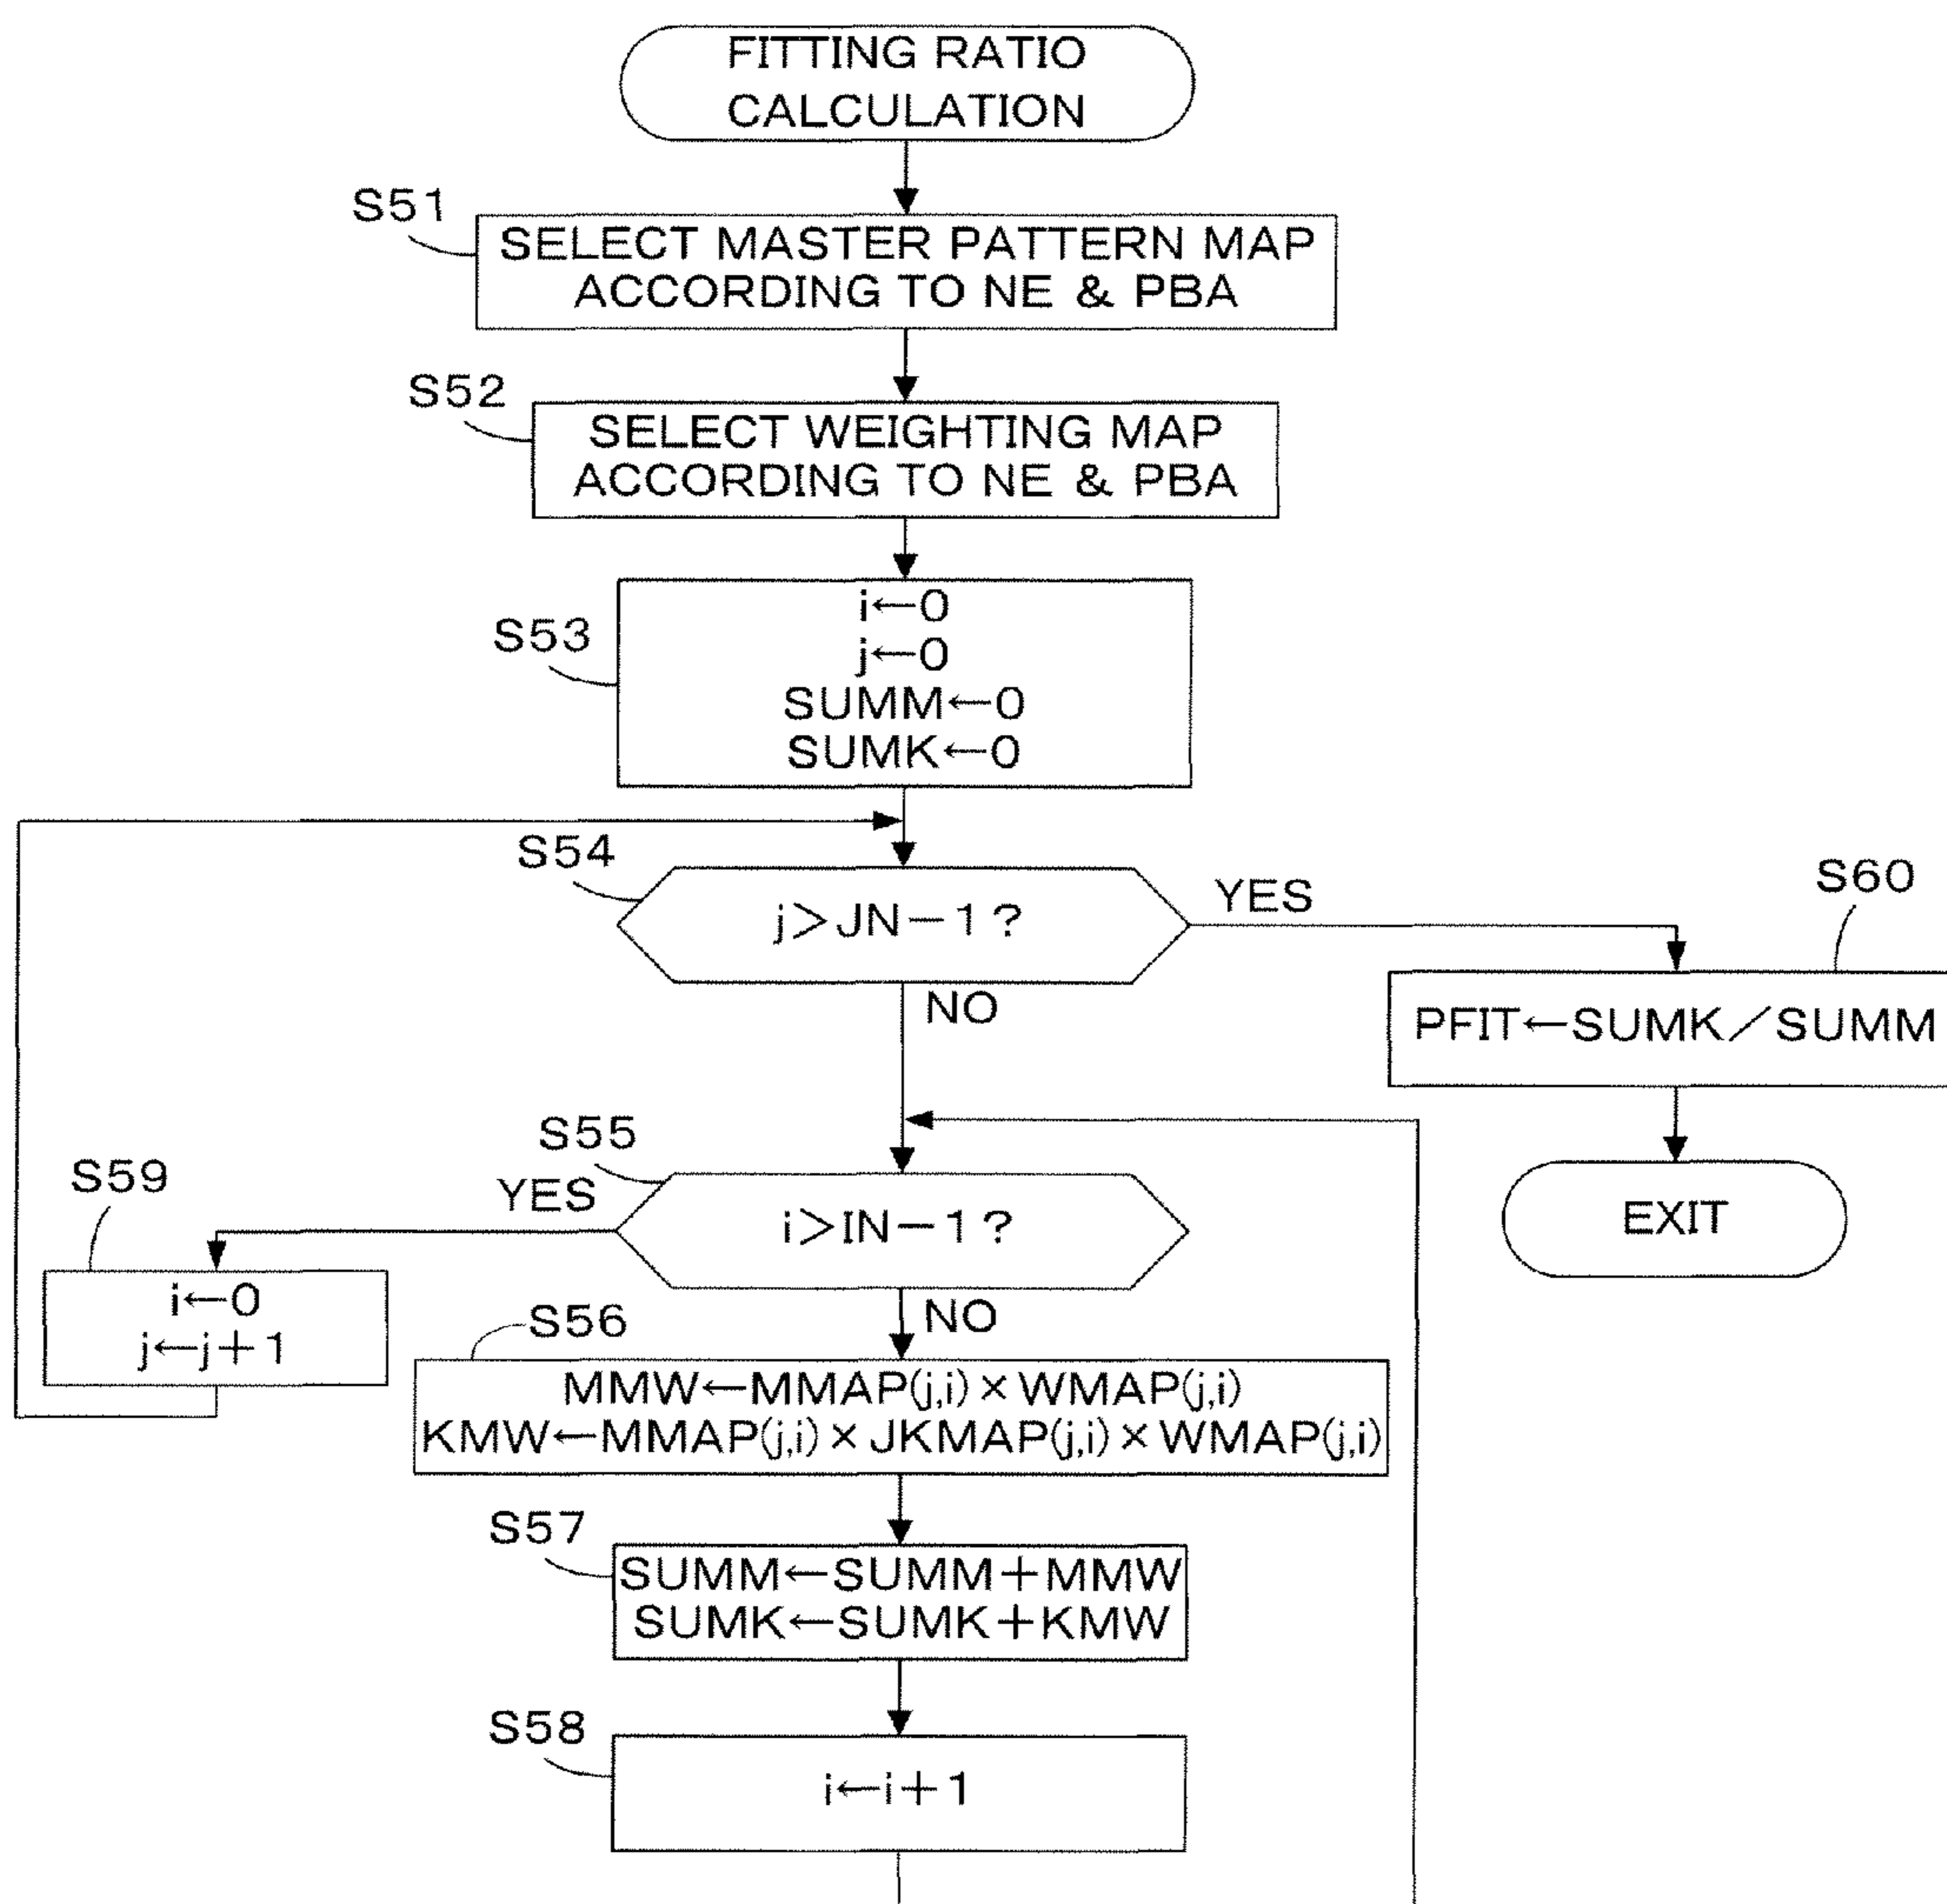 FITTING RATIO
CALCULATION
S51
SELECT MASTER PATTERN MAP
ACCORDING TO NE & PBA
S52
SELECT WEIGHTING MAP
ACCORDING TO NE & PBA
S53
i←0
j←0
SUMM←0
SUMK←0
S54
j>JN−1?
YES
NO
S60
PFIT←SUMK/SUMM
EXIT
S55
i>IN−1?
YES
NO
S59
i←0
j←j+1
S56
MMW←MMAP(j,i)×WMAP(j,i)
KMW←MMAP(j,i)×JKMAP(j,i)×WMAP(j,i)
S57
SUMM←SUMM+MMW
SUMK←SUMK+KMW
S58
i←i+1